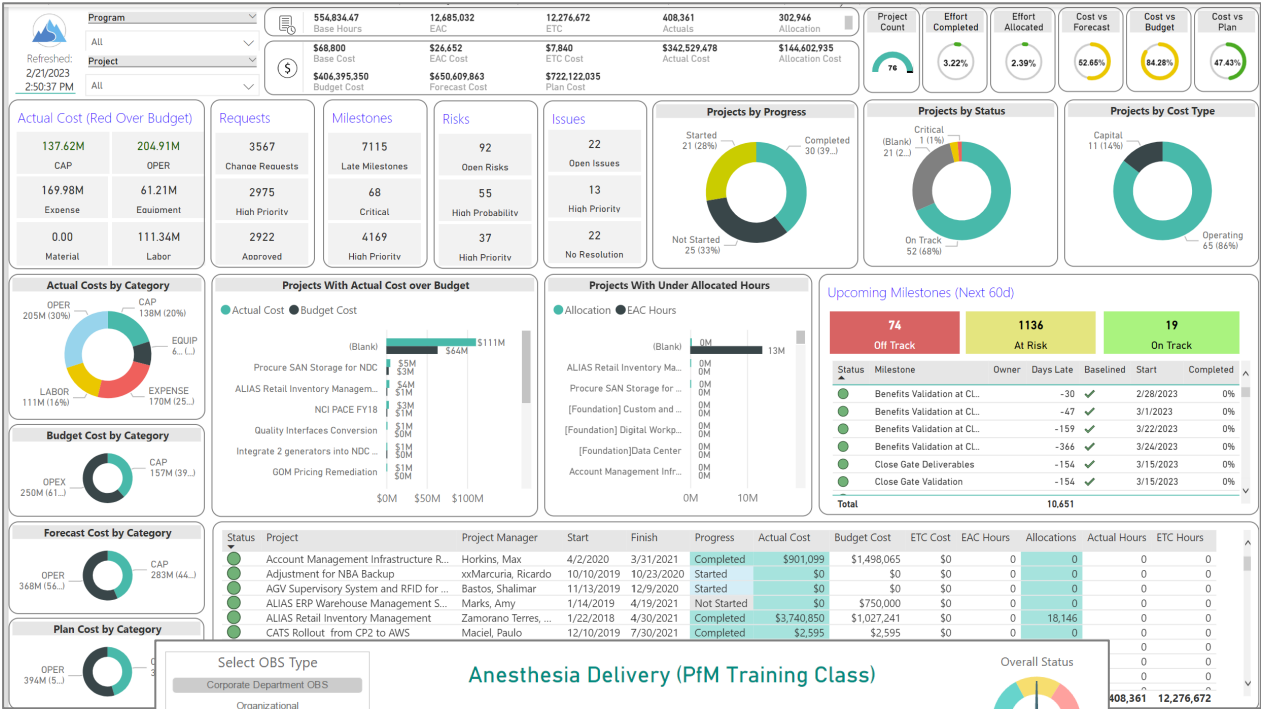 Program
All
Project
All
Refreshed:
2/21/2023
2:50:37 PM
554,834.47
Base Hours
12,685,032
EAC
12,276,672
ETC
408,361
Actuals
302,946
Allocation
$68,800
Base Cost
$26,652
EAC Cost
$7,840
ETC Cost
$342,529,478
Actual Cost
$144,602,935
Allocation Cost
$406,395,350
Budget Cost
$650,609,863
Forecast Cost
$722,122,035
Plan Cost
Project
Count
76
Effort
Completed
3.22%
Effort
Allocated
2.39%
Cost vs
Forecast
52.65%
Cost vs
Budget
84.28%
Cost vs
Plan
47.43%
Actual Cost (Red Over Budget)
137.62M
CAP
204.91M
OPER
169.98M
Expense
61.21M
Equipment
0.00
Material
111.34M
Labor
Requests
3567
Change Requests
2975
High Priority
2922
Approved
Milestones
7115
Late Milestones
68
Critical
4169
High Priority
Risks
92
Open Risks
55
High Probability
37
High Priority
Issues
22
Open Issues
13
High Priority
22
No Resolution
Projects by Progress
Started
21 (28%)
Completed
30 (39...)
Not Started
25 (33%)
Projects by Status
Critical
1 (1%)
(Blank)
21 (2...)
On Track
52 (68%)
Projects by Cost Type
Capital
11 (14%)
Operating
65 (86%)
Actual Costs by Category
OPER
205M (30%)
CAP
138M (20%)
EQUIP
6... (...)
LABOR
111M (16%)
EXPENSE
170M (25...)
Projects With Actual Cost over Budget
Actual Cost Budget Cost
(Blank)
$111M
$64M
Procure SAN Storage for NDC
$5M
$3M
ALIAS Retail Inventory Managem...
$4M
$1M
NCI PACE FY18
$3M
$1M
Quality Interfaces Conversion
$1M
$0M
Integrate 2 generators into NDC ...
$1M
$0M
GOM Pricing Remediation
$1M
$0M
$0M $50M $100M
Projects With Under Allocated Hours
Allocation EAC Hours
(Blank)
0M
13M
ALIAS Retail Inventory Ma...
0M
0M
Procure SAN Storage for ...
0M
0M
[Foundation] Custom and ...
0M
0M
[Foundation] Digital Workp...
0M
0M
[Foundation]Data Center
0M
0M
Account Management Infr...
0M
0M
0M 10M
Upcoming Milestones (Next 60d)
74
Off Track
1136
At Risk
19
On Track
Status Milestone Owner Days Late Baselined Start Completed
Benefits Validation at Cl... -30 2/28/2023 0%
Benefits Validation at Cl... -47 3/1/2023 0%
Benefits Validation at Cl... -159 3/22/2023 0%
Benefits Validation at Cl... -366 3/24/2023 0%
Close Gate Deliverables -154 3/15/2023 0%
Close Gate Validation -154 3/15/2023 0%
Total 10,651
Budget Cost by Category
CAP
157M (39...)
OPEX
250M (61...)
Forecast Cost by Category
CAP
283M (44...)
OPER
368M (56...)
Plan Cost by Category
OPER
394M (5...)
Status Project Project Manager Start Finish Progress Actual Cost Budget Cost ETC Cost EAC Hours Allocations Actual Hours ETC Hours
Account Management Infrastructure R... Horkins, Max 4/2/2020 3/31/2021 Completed $901,099 $1,498,065 $0 0 0 0 0
Adjustment for NBA Backup xxMarcuria, Ricardo 10/10/2019 10/23/2020 Started $0 $0 $0 0 0 0 0
AGV Supervisory System and RFID for ... Bastos, Shalimar 11/13/2019 12/9/2020 Started $0 $0 $0 0 0 0 0
ALIAS ERP Warehouse Management S... Marks, Amy 1/14/2019 4/19/2021 Not Started $0 $750,000 $0 0 0 0 0
ALIAS Retail Inventory Management Zamorano Terres, ... 1/22/2018 4/30/2021 Completed $3,740,850 $1,027,241 $0 0 18,146 0 0
CATS Rollout from CP2 to AWS Maciel, Paulo 12/10/2019 7/30/2021 Completed $2,595 $2,595 $0 0 0 0 0
0 0
0 0
0 0
0 0
408,361 12,276,672
Select OBS Type
Corporate Department OBS
Organizational
Anesthesia Delivery (PfM Training Class)
Overall Status